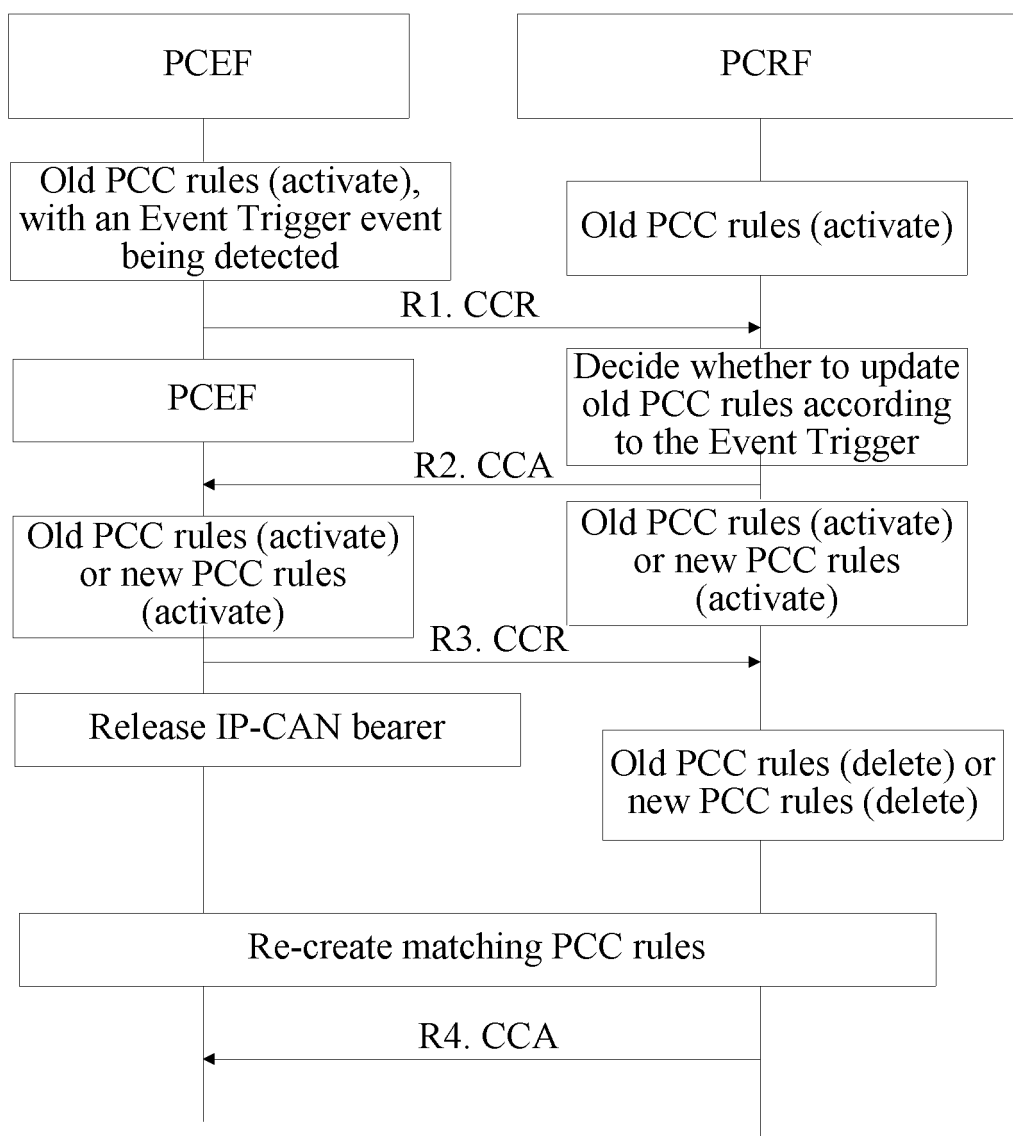 PCEF
PCRF
Old PCC rules (activate),
with an Event Trigger event
being detected
Old PCC rules (activate)
R1. CCR
PCEF
Decide whether to update
old PCC rules according
to the Event Trigger
R2. CCA
Old PCC rules (activate)
or new PCC rules
(activate)
Old PCC rules (activate)
or new PCC rules
(activate)
R3. CCR
Release IP-CAN bearer
Old PCC rules (delete) or
new PCC rules (delete)
Re-create matching PCC rules
R4. CCA